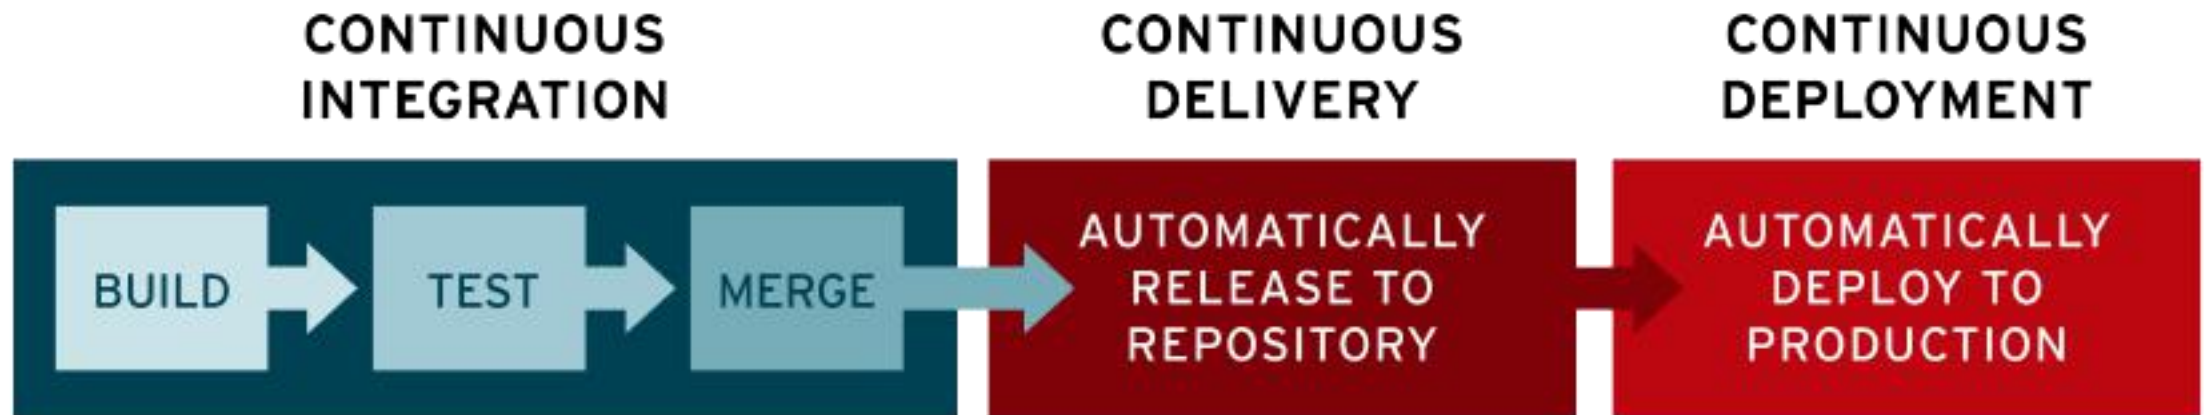 CONTINUOUS
INTEGRATION
CONTINUOUS
DELIVERY
CONTINUOUS
DEPLOYMENT
BUILD
TEST
MERGE
AUTOMATICALLY
RELEASE TO
REPOSITORY
AUTOMATICALLY
DEPLOY TO
PRODUCTION